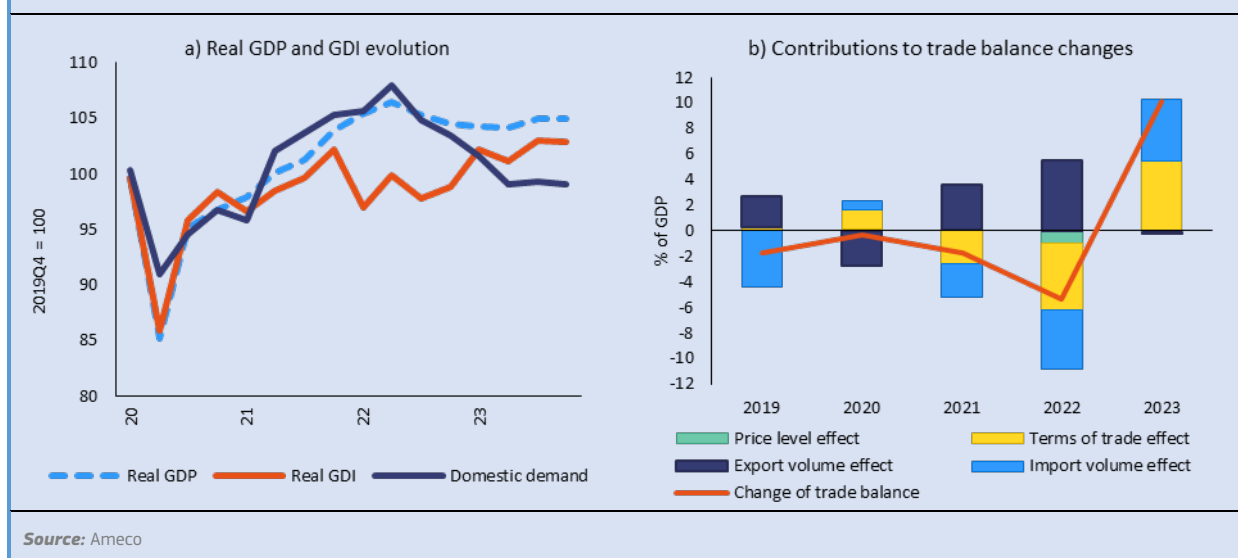 a) Real GDP and GDI evolution
110
105
100
95
90
85
80
2019Q4 = 100
20
21
22
23
Real GDP
Real GDI
Domestic demand
b) Contributions to trade balance changes
12
10
8
6
4
2
0
-2
-4
-6
-8
-10
-12
% of GDP
2019
2020
2021
2022
2023
Price level effect
Terms of trade effect
Export volume effect
Import volume effect
Change of trade balance
Source: Ameco